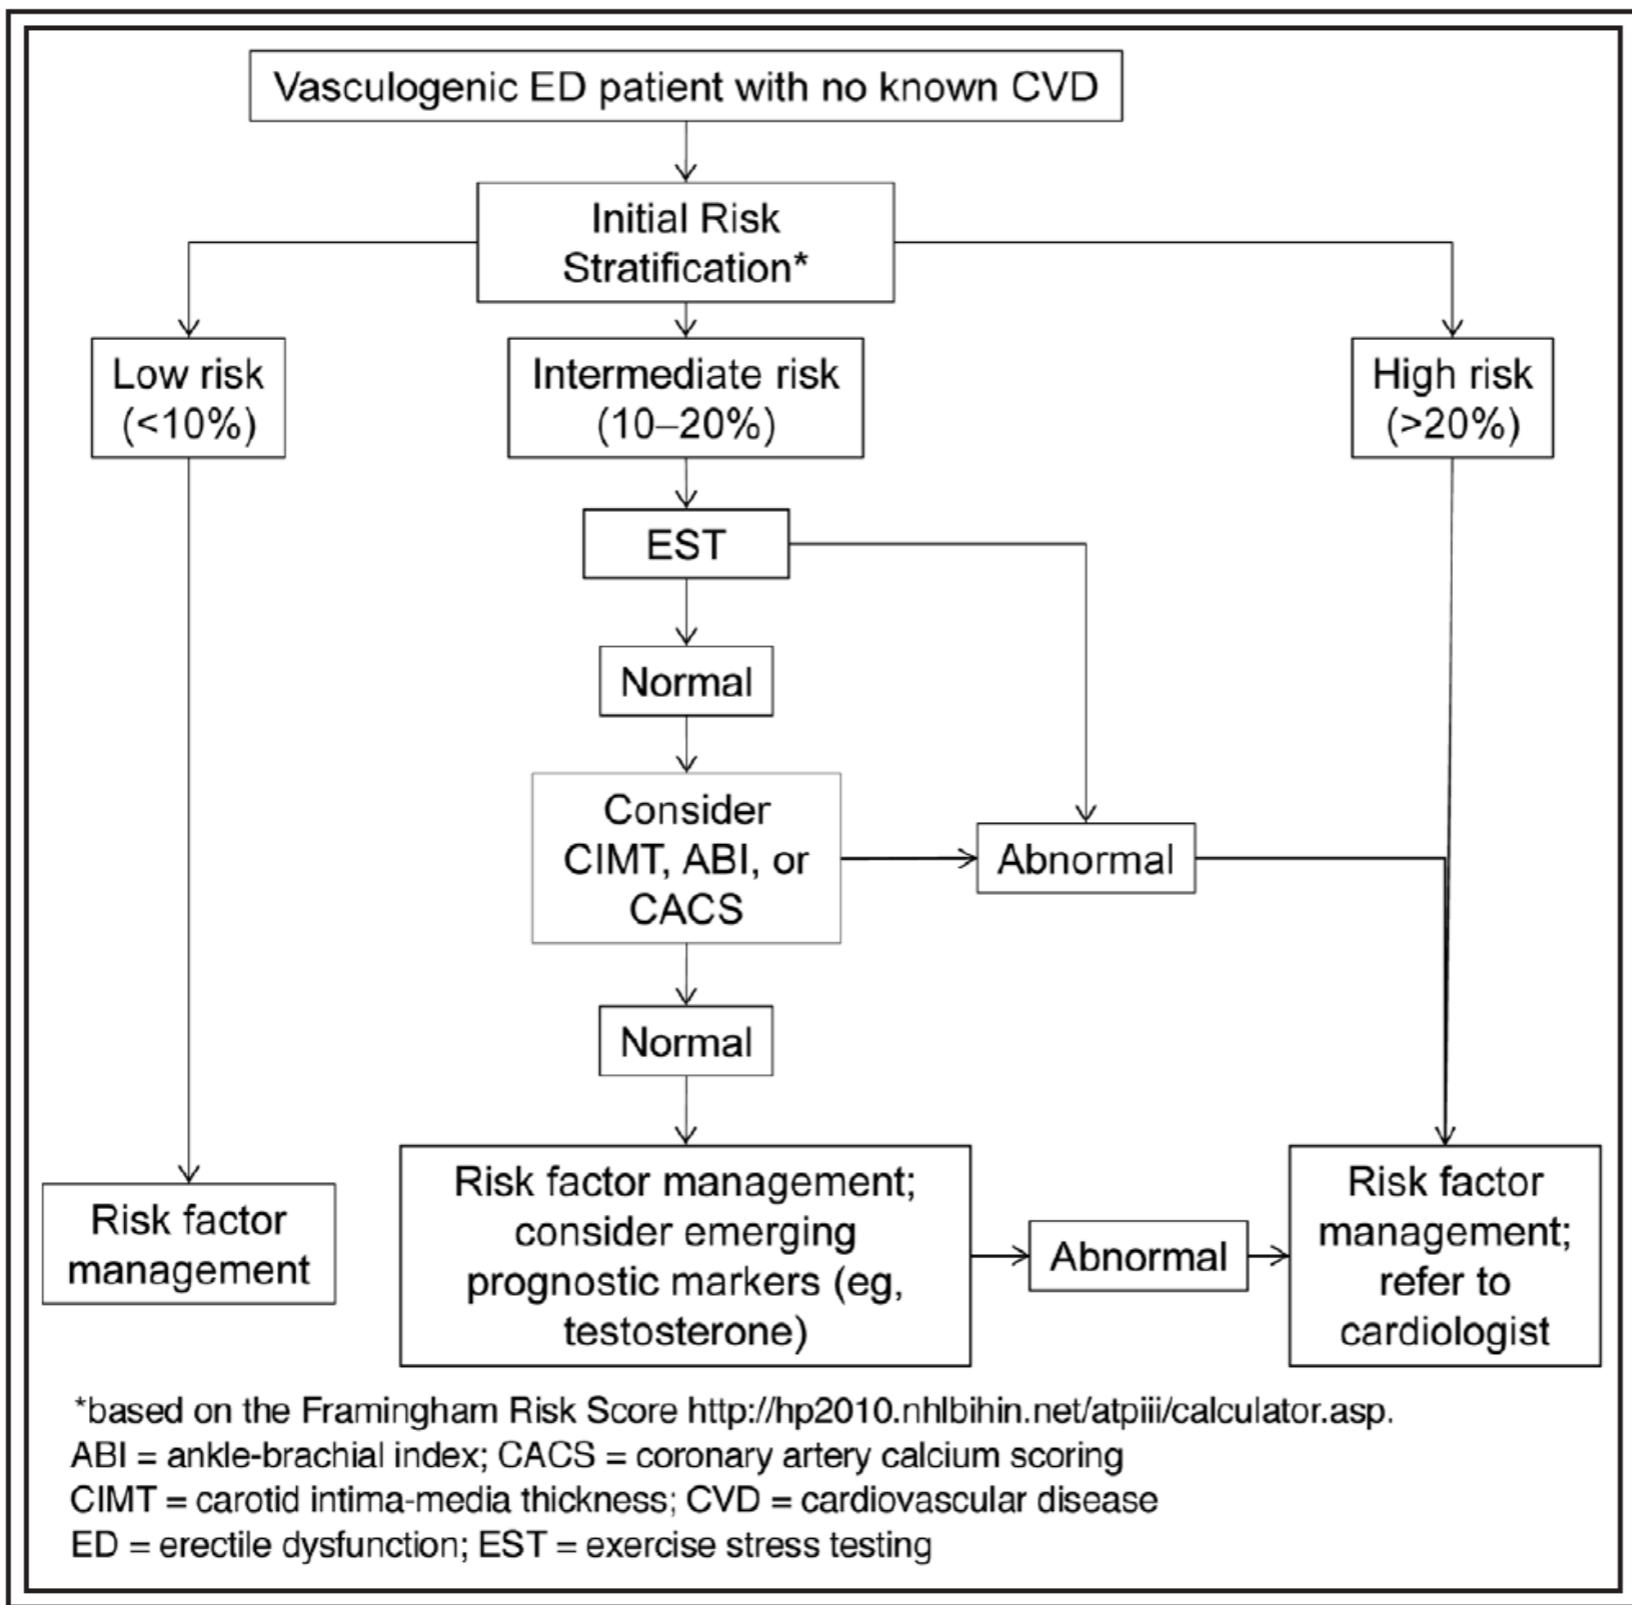 Vasculogenic ED patient with no known CVD
Initial Risk
Stratification*
Low risk
(<10%)
Intermediate risk
(10–20%)
High risk
(>20%)
EST
Normal
Consider
CIMT, ABI, or
CACS
Abnormal
Normal
Risk factor
management
Risk factor management;
consider emerging
prognostic markers (eg,
testosterone)
Abnormal
Risk factor
management;
refer to
cardiologist
*based on the Framingham Risk Score http://hp2010.nhlbihin.net/atpiii/calculator.asp.
ABI = ankle-brachial index; CACS = coronary artery calcium scoring
CIMT = carotid intima-media thickness; CVD = cardiovascular disease
ED = erectile dysfunction; EST = exercise stress testing